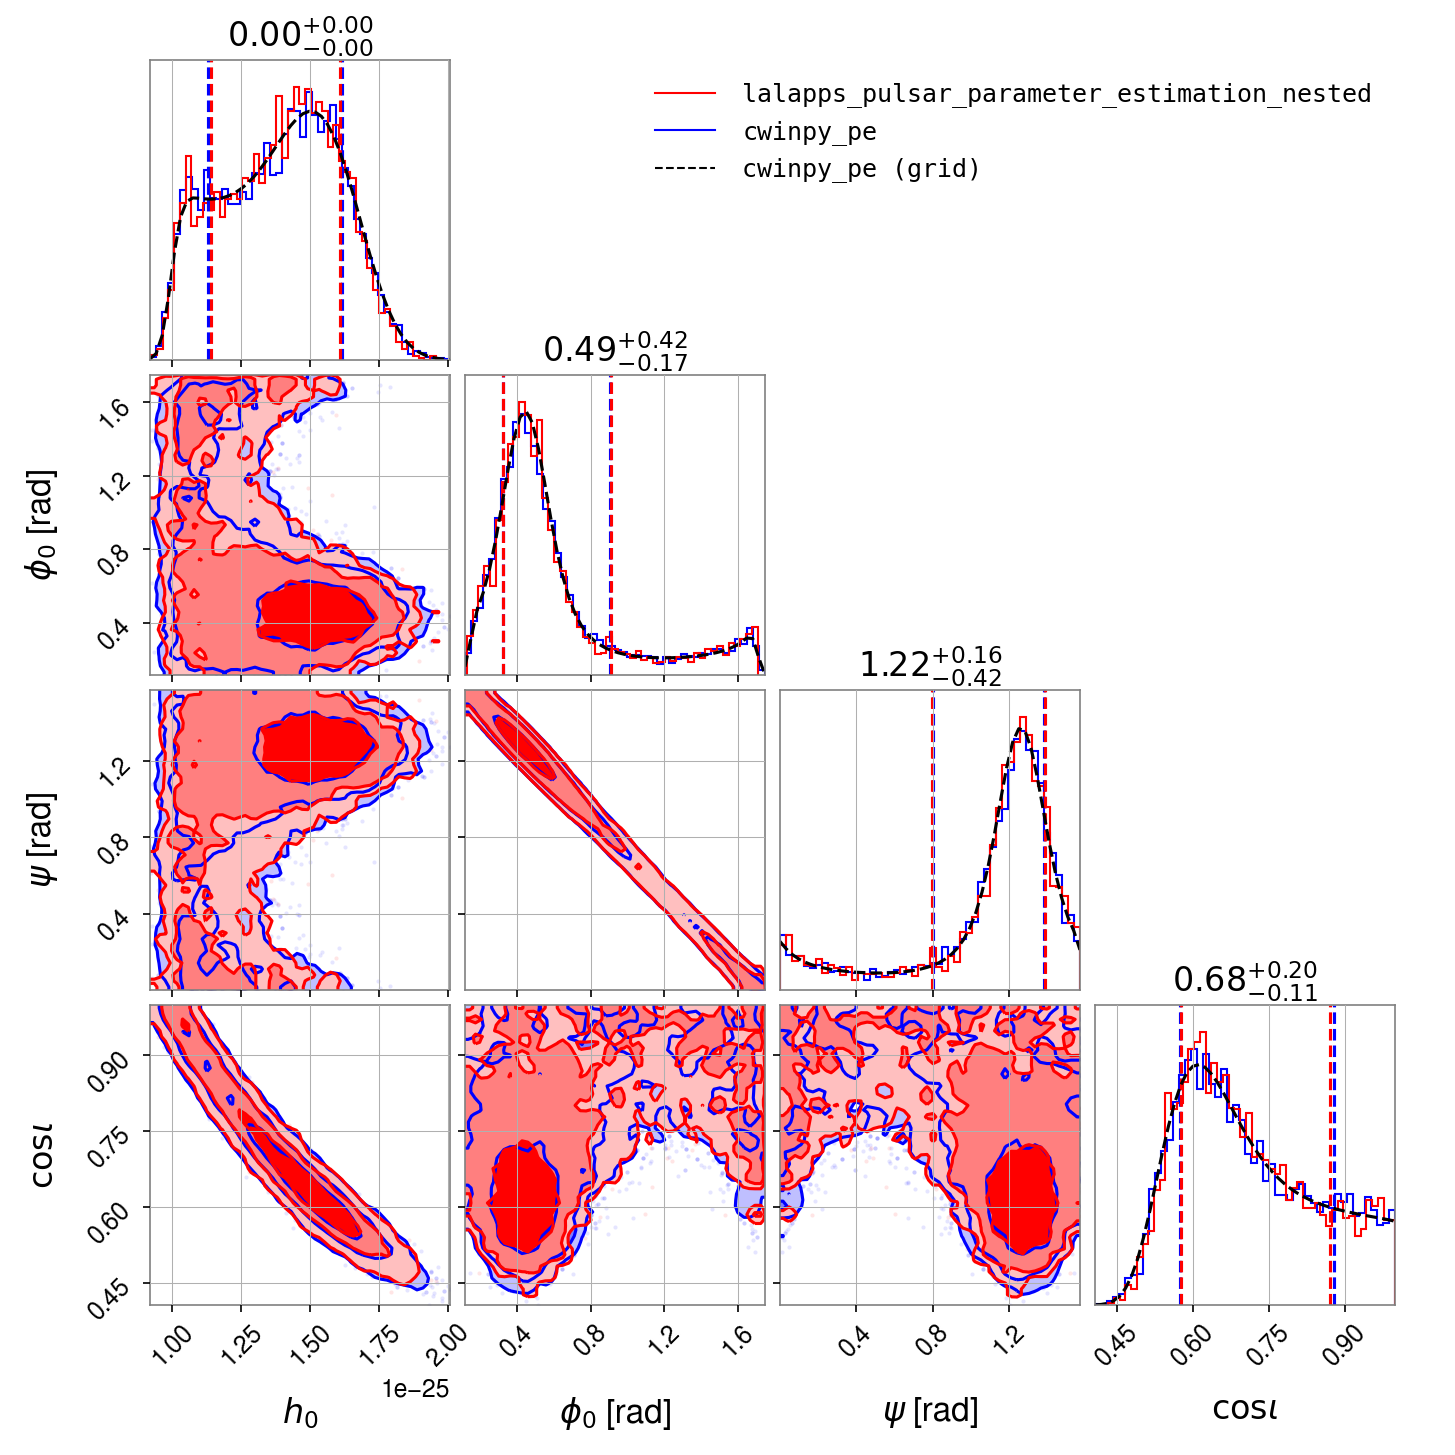 0.00+0.00−0.00
lalapps_pulsar_parameter_estimation_nested
cwinpy_pe
cwinpy_pe (grid)
0.49+0.42−0.17
1.6
1.2
0.8
0.4
ϕ0 [rad]
1.22+0.16−0.42
1.2
0.8
0.4
ψ [rad]
0.68+0.20−0.11
0.90
0.75
0.60
0.45
cosι
1.00 1.25 1.50 1.75 2.00
0.4 0.8 1.2 1.6
0.4 0.8 1.2
0.45 0.60 0.75 0.90
1e−25
h0
ϕ0 [rad]
ψ [rad]
cosι